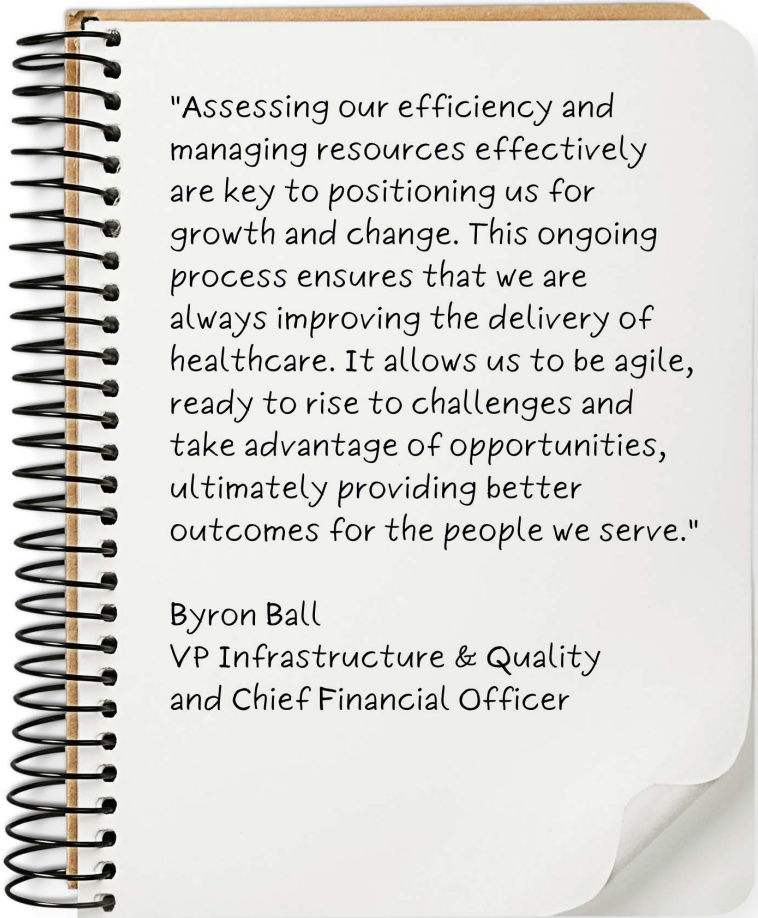 "Assessing our efficiency and
managing resources effectively
are key to positioning us for
growth and change. This ongoing
process ensures that we are
always improving the delivery of
healthcare. It allows us to be agile,
ready to rise to challenges and
take advantage of opportunities,
ultimately providing better
outcomes for the people we serve."
Byron Ball
VP Infrastructure & Quality
and Chief Financial Officer